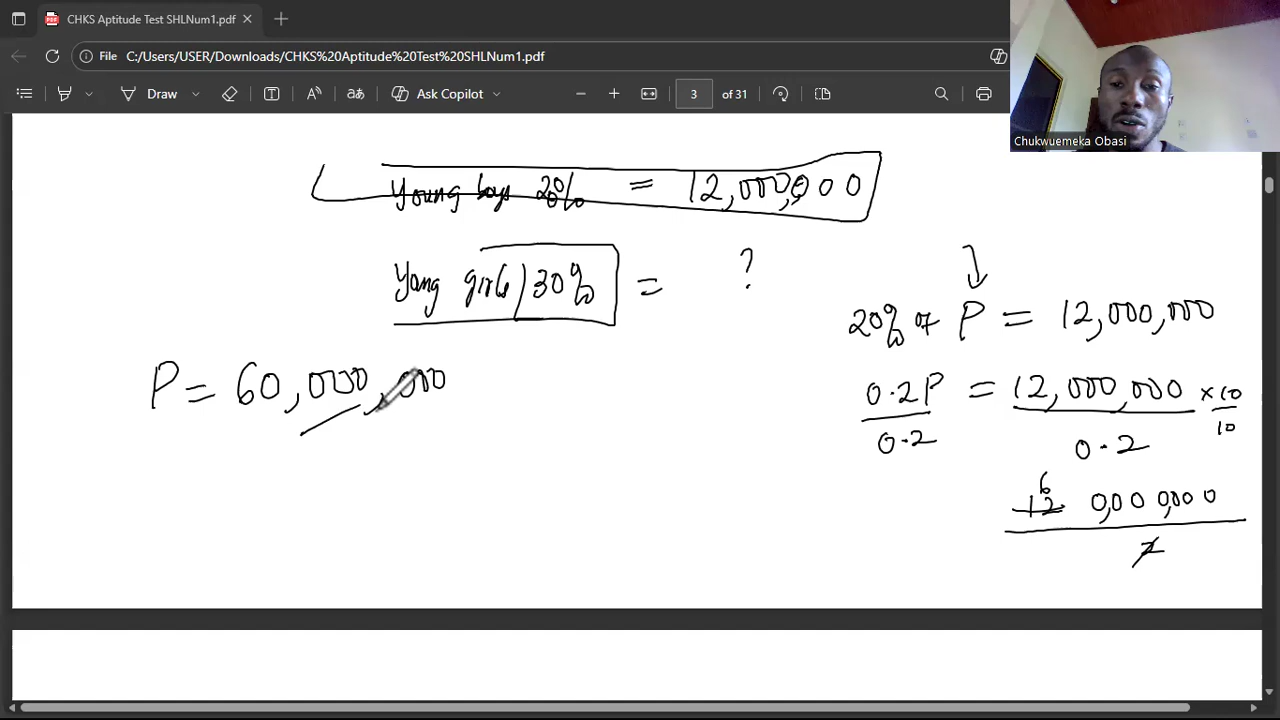 CHKS Aptitude Test SHLNum1.pdf
File C:/Users/USER/Downloads/CHKS%20Aptitude%20Test%20SHLNum1.pdf
Draw Ask Copilot 3 of 31
Chukwuemeka Obasi
Young boys 20% = 12,000,000
Yong girls/30% = ?
20% of P = 12,000,000
P = 60,000,000
0.2P = 12,000,000 x 10
0.2 0.2 10
6
12 0,000,000
2